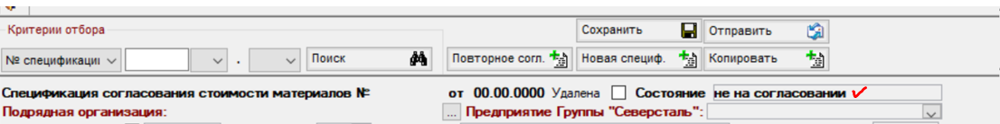 Критерии отбора
Сохранить Отправить
№ спецификации . Поиск Повторное согл. Новая специф. Копировать
Спецификация согласования стоимости материалов № от 00.00.0000 Удалена Состояние не на согласовании
Подрядная организация: ... Предприятие Группы "Северсталь":